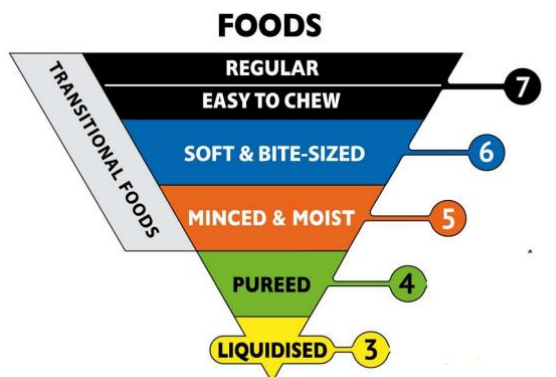 FOODS
TRANSITIONAL FOODS
REGULAR
EASY TO CHEW
7
SOFT & BITE-SIZED
6
MINCED & MOIST
5
PUREED
4
LIQUIDISED
3